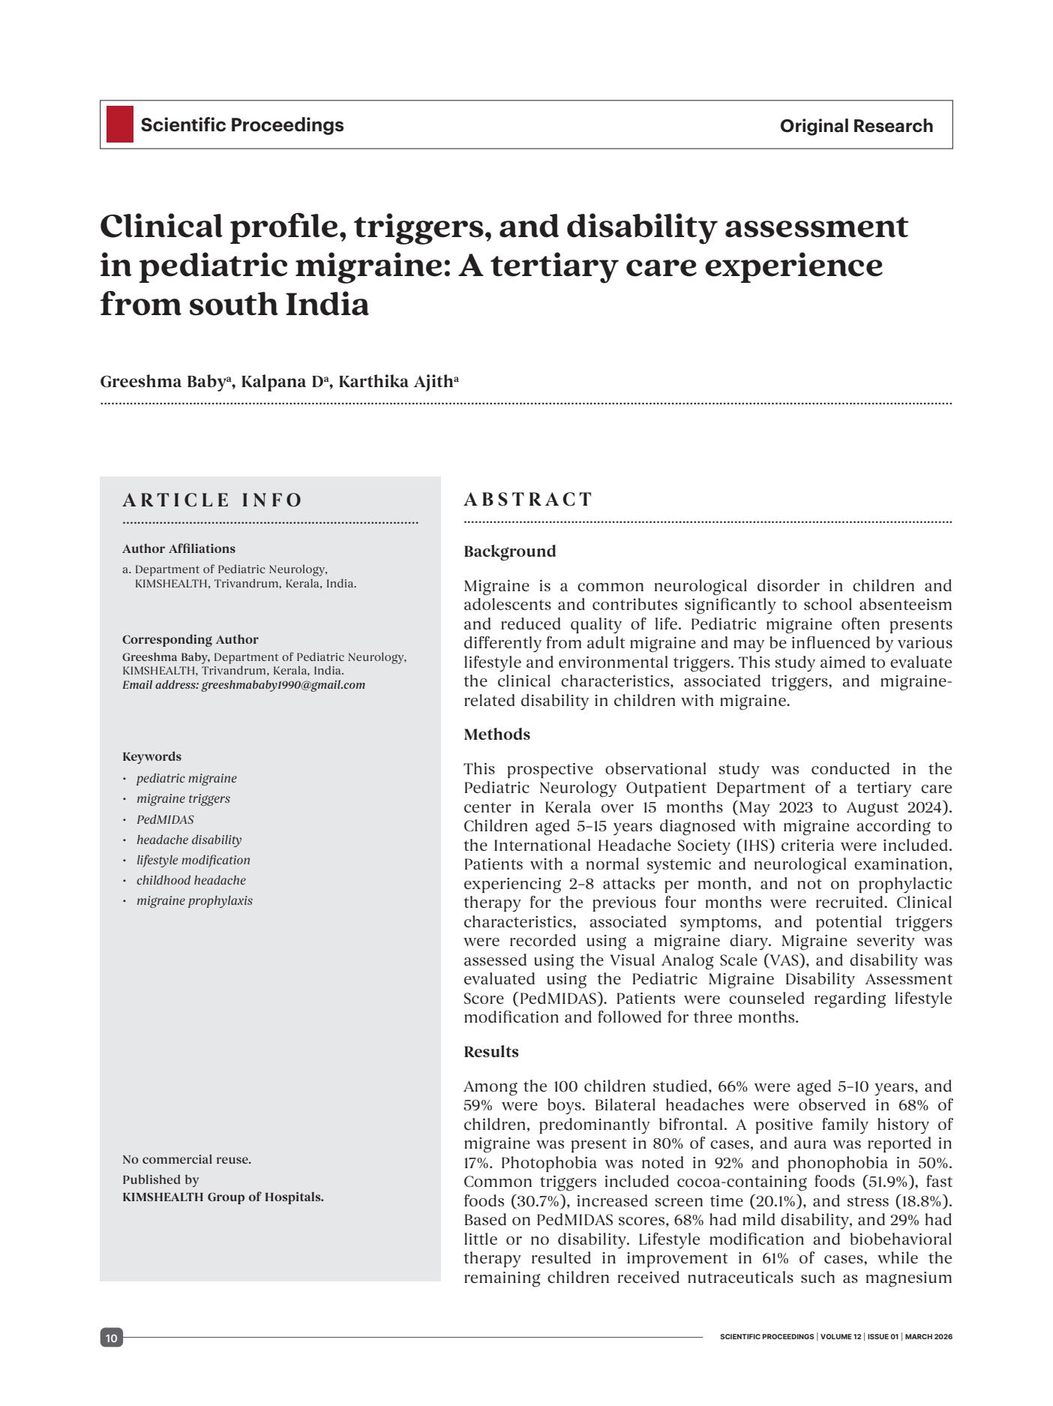 Scientific Proceedings
Original Research
Clinical profile, triggers, and disability assessment
in pediatric migraine: A tertiary care experience
from south India
Greeshma Babyᵃ, Kalpana Dᵃ, Karthika Ajithᵃ
ARTICLE INFO
Author Affiliations
a. Department of Pediatric Neurology,
KIMSHEALTH, Trivandrum, Kerala, India.
Corresponding Author
Greeshma Baby, Department of Pediatric Neurology,
KIMSHEALTH, Trivandrum, Kerala, India.
Email address: greeshmababy1990@gmail.com
Keywords
• pediatric migraine
• migraine triggers
• PedMIDAS
• headache disability
• lifestyle modification
• childhood headache
• migraine prophylaxis
No commercial reuse.
Published by
KIMSHEALTH Group of Hospitals.
ABSTRACT
Background
Migraine is a common neurological disorder in children and
adolescents and contributes significantly to school absenteeism
and reduced quality of life. Pediatric migraine often presents
differently from adult migraine and may be influenced by various
lifestyle and environmental triggers. This study aimed to evaluate
the clinical characteristics, associated triggers, and migraine-
related disability in children with migraine.
Methods
This prospective observational study was conducted in the
Pediatric Neurology Outpatient Department of a tertiary care
center in Kerala over 15 months (May 2023 to August 2024).
Children aged 5–15 years diagnosed with migraine according to
the International Headache Society (IHS) criteria were included.
Patients with a normal systemic and neurological examination,
experiencing 2–8 attacks per month, and not on prophylactic
therapy for the previous four months were recruited. Clinical
characteristics, associated symptoms, and potential triggers
were recorded using a migraine diary. Migraine severity was
assessed using the Visual Analog Scale (VAS), and disability was
evaluated using the Pediatric Migraine Disability Assessment
Score (PedMIDAS). Patients were counseled regarding lifestyle
modification and followed for three months.
Results
Among the 100 children studied, 66% were aged 5–10 years, and
59% were boys. Bilateral headaches were observed in 68% of
children, predominantly bifrontal. A positive family history of
migraine was present in 80% of cases, and aura was reported in
17%. Photophobia was noted in 92% and phonophobia in 50%.
Common triggers included cocoa-containing foods (51.9%), fast
foods (30.7%), increased screen time (20.1%), and stress (18.8%).
Based on PedMIDAS scores, 68% had mild disability, and 29% had
little or no disability. Lifestyle modification and biobehavioral
therapy resulted in improvement in 61% of cases, while the
remaining children received nutraceuticals such as magnesium
10
SCIENTIFIC PROCEEDINGS | VOLUME 12 | ISSUE 01 | MARCH 2026